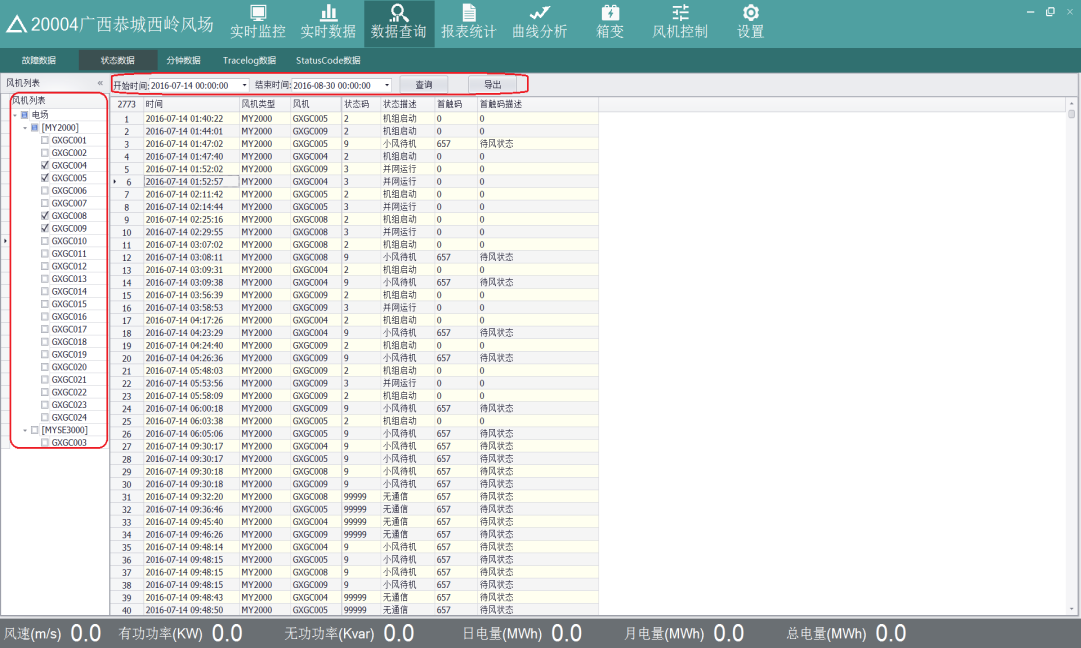 20004广西恭城西岭风场
实时监控 实时数据 数据查询 报表统计 曲线分析 箱变 风机控制 设置
故障数据 状态数据 分钟数据 Tracelog数据 StatusCode数据
风机列表 «
开始时间:2016-07-14 00:00:00 结束时间:2016-08-30 00:00:00 查询 导出
风机列表
电场
[MY2000]
GXGC001
GXGC002
GXGC004
GXGC005
GXGC006
GXGC007
GXGC008
GXGC009
GXGC010
GXGC011
GXGC012
GXGC013
GXGC014
GXGC015
GXGC016
GXGC017
GXGC018
GXGC019
GXGC020
GXGC021
GXGC022
GXGC023
GXGC024
[MYSE3000]
GXGC003
2773 时间 风机类型 风机 状态码 状态描述 首触码 首触码描述
1 2016-07-14 01:40:22 MY2000 GXGC005 2 机组启动 0 0
2 2016-07-14 01:44:01 MY2000 GXGC009 2 机组启动 0 0
3 2016-07-14 01:47:02 MY2000 GXGC005 9 小风待机 657 待风状态
4 2016-07-14 01:47:40 MY2000 GXGC004 2 机组启动 0 0
5 2016-07-14 01:52:02 MY2000 GXGC009 3 并网运行 0 0
6 2016-07-14 01:52:57 MY2000 GXGC004 3 并网运行 0 0
7 2016-07-14 02:11:42 MY2000 GXGC005 2 机组启动 0 0
8 2016-07-14 02:14:44 MY2000 GXGC005 3 并网运行 0 0
9 2016-07-14 02:25:16 MY2000 GXGC008 2 机组启动 0 0
10 2016-07-14 02:29:55 MY2000 GXGC008 3 并网运行 0 0
11 2016-07-14 03:07:02 MY2000 GXGC008 2 机组启动 0 0
12 2016-07-14 03:08:11 MY2000 GXGC008 9 小风待机 657 待风状态
13 2016-07-14 03:09:31 MY2000 GXGC004 2 机组启动 0 0
14 2016-07-14 03:09:38 MY2000 GXGC004 9 小风待机 657 待风状态
15 2016-07-14 03:56:39 MY2000 GXGC009 2 机组启动 0 0
16 2016-07-14 03:58:53 MY2000 GXGC009 3 并网运行 0 0
17 2016-07-14 04:17:26 MY2000 GXGC004 2 机组启动 0 0
18 2016-07-14 04:23:29 MY2000 GXGC004 9 小风待机 657 待风状态
19 2016-07-14 04:24:40 MY2000 GXGC009 2 机组启动 0 0
20 2016-07-14 04:26:36 MY2000 GXGC009 9 小风待机 657 待风状态
21 2016-07-14 05:48:03 MY2000 GXGC009 2 机组启动 0 0
22 2016-07-14 05:53:56 MY2000 GXGC009 3 并网运行 0 0
23 2016-07-14 05:58:09 MY2000 GXGC009 2 机组启动 0 0
24 2016-07-14 06:00:18 MY2000 GXGC009 9 小风待机 657 待风状态
25 2016-07-14 06:03:38 MY2000 GXGC005 2 机组启动 0 0
26 2016-07-14 06:05:06 MY2000 GXGC005 9 小风待机 657 待风状态
27 2016-07-14 09:30:17 MY2000 GXGC004 9 小风待机 657 待风状态
28 2016-07-14 09:30:17 MY2000 GXGC005 9 小风待机 657 待风状态
29 2016-07-14 09:30:18 MY2000 GXGC008 9 小风待机 657 待风状态
30 2016-07-14 09:30:18 MY2000 GXGC009 9 小风待机 657 待风状态
31 2016-07-14 09:32:20 MY2000 GXGC008 99999 无通信 657 待风状态
32 2016-07-14 09:36:46 MY2000 GXGC005 99999 无通信 657 待风状态
33 2016-07-14 09:45:40 MY2000 GXGC004 99999 无通信 657 待风状态
34 2016-07-14 09:46:26 MY2000 GXGC009 99999 无通信 657 待风状态
35 2016-07-14 09:48:14 MY2000 GXGC004 9 小风待机 657 待风状态
36 2016-07-14 09:48:15 MY2000 GXGC005 9 小风待机 657 待风状态
37 2016-07-14 09:48:15 MY2000 GXGC008 9 小风待机 657 待风状态
38 2016-07-14 09:48:15 MY2000 GXGC009 9 小风待机 657 待风状态
39 2016-07-14 09:48:43 MY2000 GXGC004 99999 无通信 657 待风状态
40 2016-07-14 09:48:50 MY2000 GXGC005 99999 无通信 657 待风状态
风速(m/s) 0.0 有功功率(KW) 0.0 无功功率(Kvar) 0.0 日电量(MWh) 0.0 月电量(MWh) 0.0 总电量(MWh) 0.0